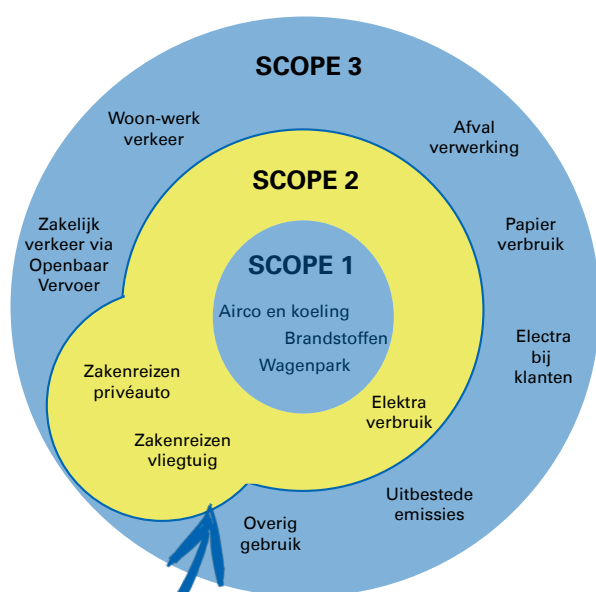 SCOPE 3
Woon-werk
verkeer
Afval
verwerking
SCOPE 2
Zakelijk
verkeer via
Openbaar
Vervoer
Papier
verbruik
SCOPE 1
Airco en koeling
Brandstoffen
Wagenpark
Electra
bij
klanten
Zakenreizen
privéauto
Elektra
verbruik
Zakenreizen
vliegtuig
Uitbestede
emissies
Overig
gebruik